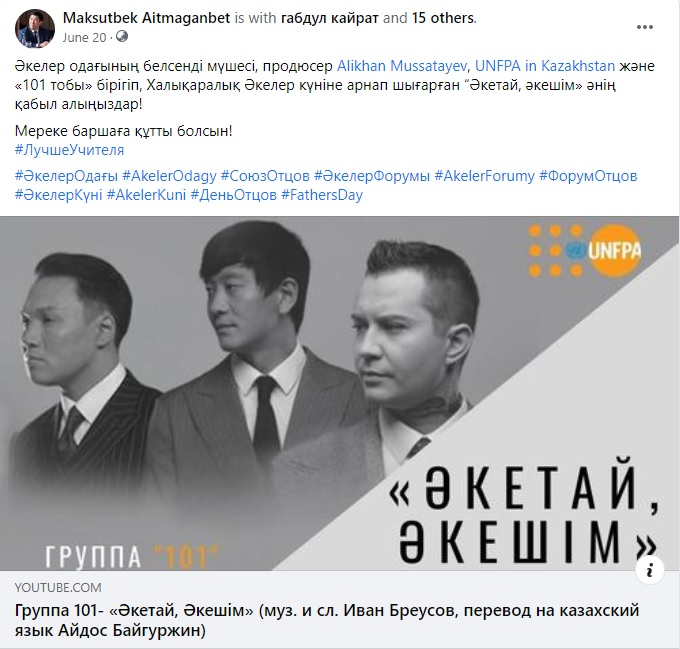 Maksutbek Aitmaganbet is with габдул кайрат and 15 others.
June 20 ·
Әкелер одағының белсенді мүшесі, продюсер Alikhan Mussatayev, UNFPA in Kazakhstan және
«101 тобы» бірігіп, Халықаралық Әкелер күніне арнап шығарған “Әкетай, әкешім» әнің
қабыл алыңыздар!
Мереке баршаға құтты болсын!
#ЛучшеУчителя
#ӘкелерОдағы #AkelerOdagy #СоюзОтцов #ӘкелерФорумы #AkelerForumy #ФорумОтцов
#ӘкелерКүні #AkelerKuni #ДеньОтцов #FathersDay
UNFPA
«ӘКЕТАЙ,
ӘКЕШІМ»
ГРУППА "101"
YOUTUBE.COM
Группа 101- «Әкетай, Әкешім» (муз. и сл. Иван Бреусов, перевод на казахский
язык Айдос Байгуржин)